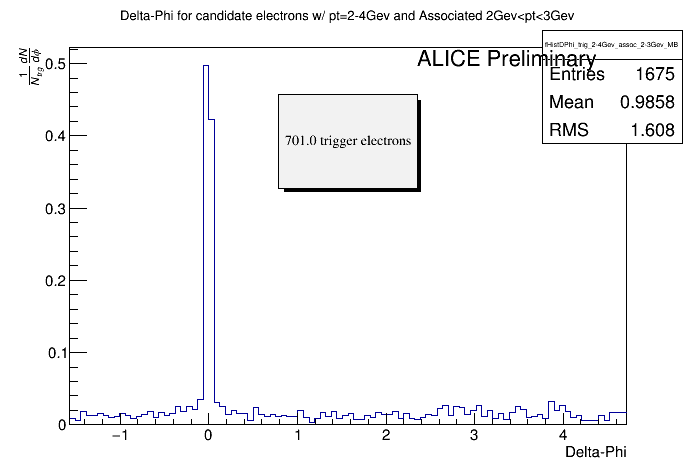 Delta-Phi for candidate electrons w/ pt=2-4Gev and Associated 2Gev<pt<3Gev
fHistDPhi_trig_2-4Gev_assoc_2-3Gev_MB
ALICE Preliminary
Entries 1675
Mean 0.9858
RMS 1.608
701.0 trigger electrons
1/N_trg dN/dφ
0.5
0.4
0.3
0.2
0.1
0
−1 0 1 2 3 4
Delta-Phi